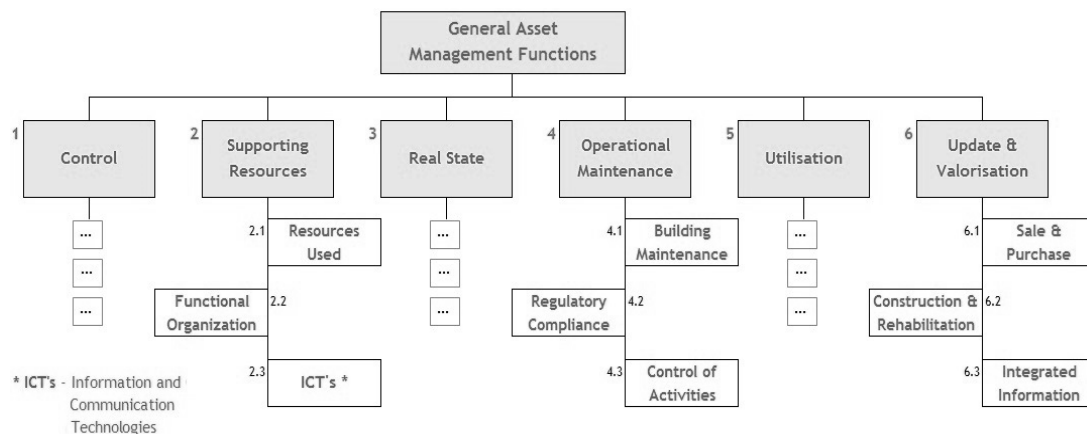 General Asset
Management Functions
1
Control
2
Supporting
Resources
3
Real State
4
Operational
Maintenance
5
Utilisation
6
Update &
Valorisation
...
...
...
2.1
Resources
Used
2.2
Functional
Organization
2.3
ICT's *
...
...
...
4.1
Building
Maintenance
4.2
Regulatory
Compliance
4.3
Control of
Activities
...
...
...
6.1
Sale &
Purchase
6.2
Construction &
Rehabilitation
6.3
Integrated
Information
* ICT's - Information and
Communication
Technologies